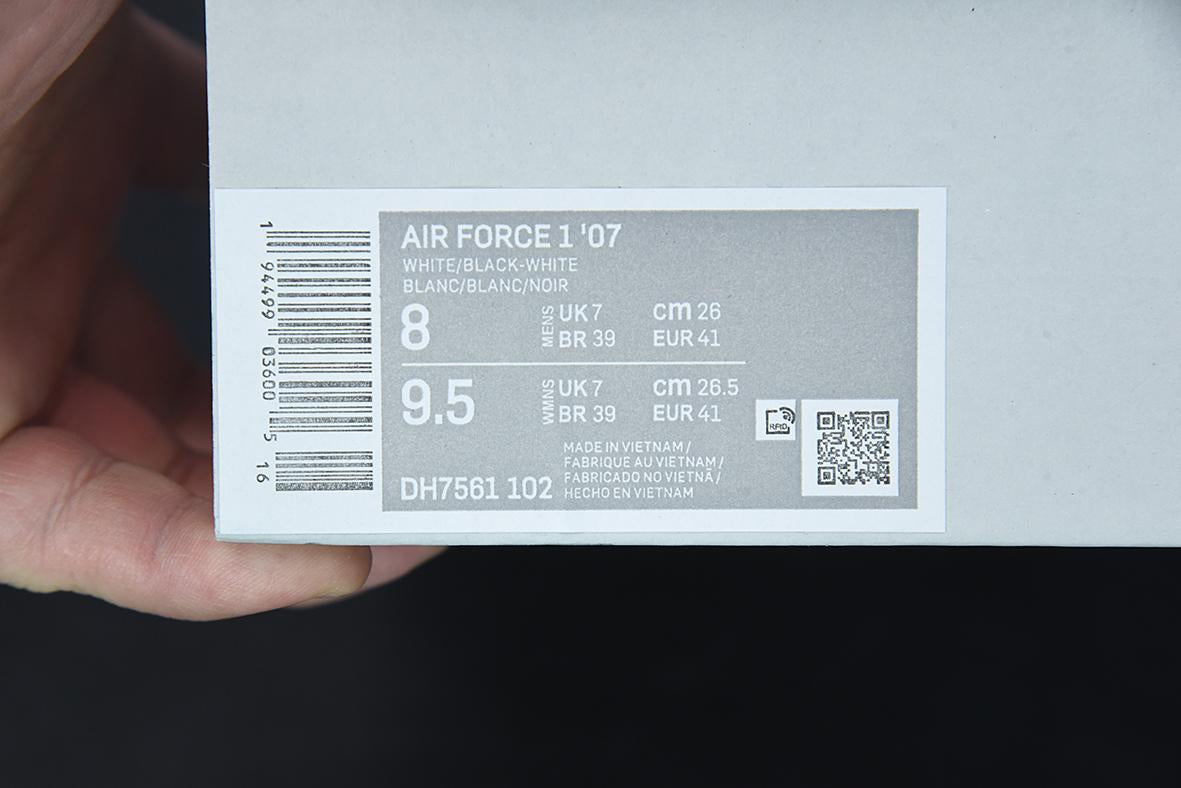 AIR FORCE 1 '07
WHITE/BLACK-WHITE
BLANC/BLANC/NOIR
8
MENS
UK 7 cm 26
BR 39 EUR 41
9.5
WMNS
UK 7 cm 26.5
BR 39 EUR 41
MADE IN VIETNAM /
FABRIQUE AU VIETNAM /
FABRICADO NO VIETNÃ /
HECHO EN VIETNAM
DH7561 102
RFID
1 94499 03600 5 16